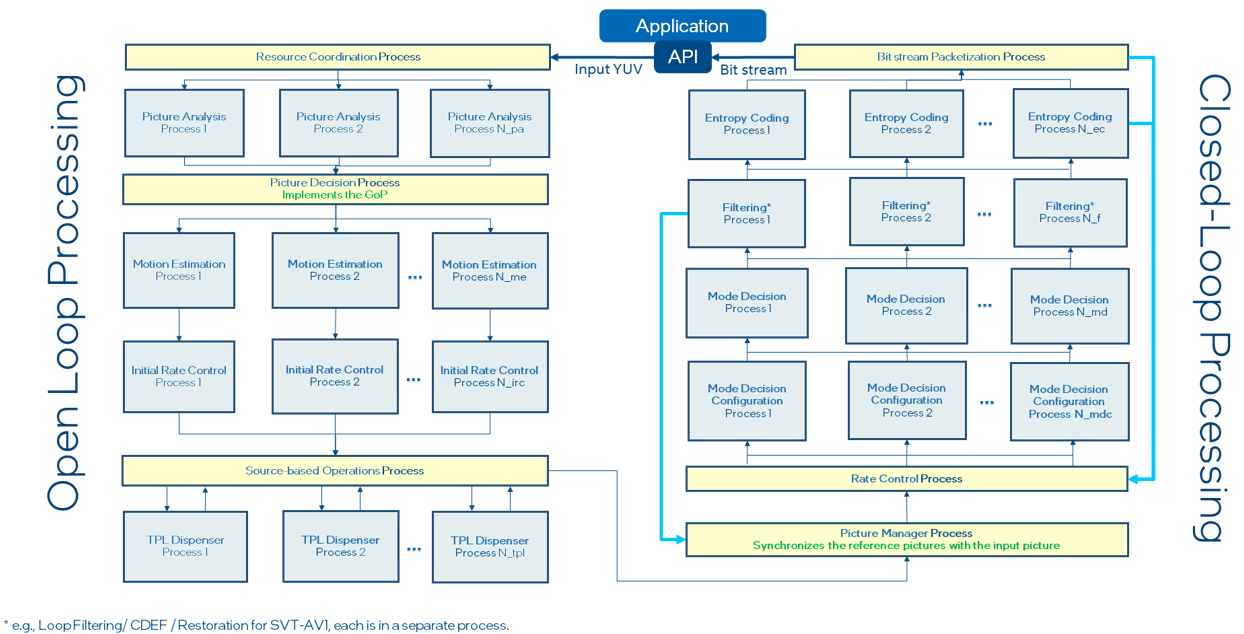 Application
API
Input YUV
Bit stream
Open Loop Processing
Resource Coordination Process
Picture Analysis
Process 1
Picture Analysis
Process 2
Picture Analysis
Process N_pa
Picture Decision Process
Implements the GoP
Motion Estimation
Process 1
Motion Estimation
Process 2
...
Motion Estimation
Process N_me
Initial Rate Control
Process 1
Initial Rate Control
Process 2
...
Initial Rate Control
Process N_irc
Source-based Operations Process
TPL Dispenser
Process 1
TPL Dispenser
Process 2
...
TPL Dispenser
Process N_tpl
Closed-Loop Processing
Bit stream Packetization Process
Entropy Coding
Process 1
Entropy Coding
Process 2
...
Entropy Coding
Process N_ec
Filtering*
Process 1
Filtering*
Process 2
...
Filtering*
Process N_f
Mode Decision
Process 1
Mode Decision
Process 2
...
Mode Decision
Process N_md
Mode Decision
Configuration
Process 1
Mode Decision
Configuration
Process 2
...
Mode Decision
Configuration
Process N_mdc
Rate Control Process
Picture Manager Process
Synchronizes the reference pictures with the input picture
* e.g., Loop Filtering/ CDEF / Restoration for SVT-AV1, each is in a separate process.